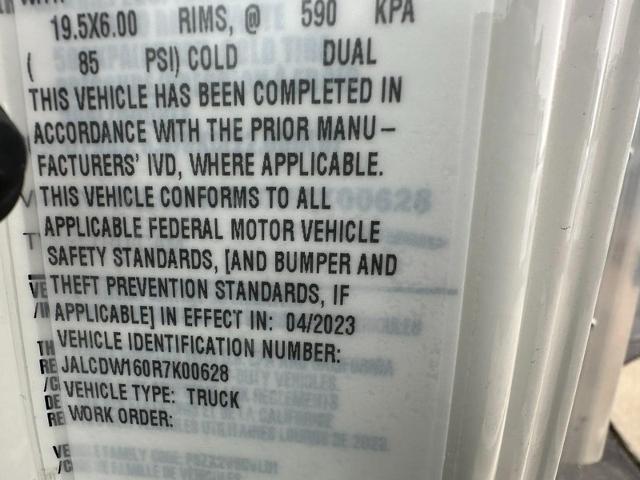 19.5X6.00 RIMS, @ 590 KPA
( 85 PSI) COLD DUAL
THIS VEHICLE HAS BEEN COMPLETED IN
ACCORDANCE WITH THE PRIOR MANU–
FACTURERS' IVD, WHERE APPLICABLE.
THIS VEHICLE CONFORMS TO ALL
APPLICABLE FEDERAL MOTOR VEHICLE
SAFETY STANDARDS, [AND BUMPER AND
THEFT PREVENTION STANDARDS, IF
APPLICABLE] IN EFFECT IN: 04/2023
VEHICLE IDENTIFICATION NUMBER:
JALCDW160R7K00628
VEHICLE TYPE: TRUCK
WORK ORDER: